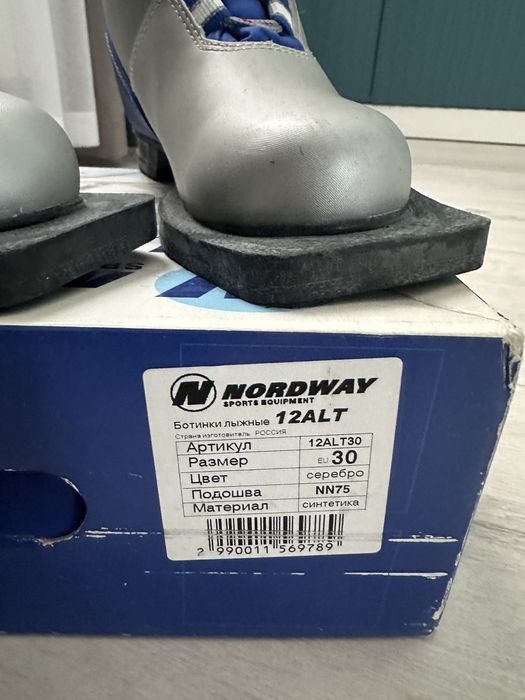 N NORDWAY
SPORTS EQUIPMENT
Ботинки лыжные 12ALT
Страна изготовитель РОССИЯ
Артикул 12ALT30
Размер EU 30
Цвет серебро
Подошва NN75
Материал синтетика
2 990011 569789